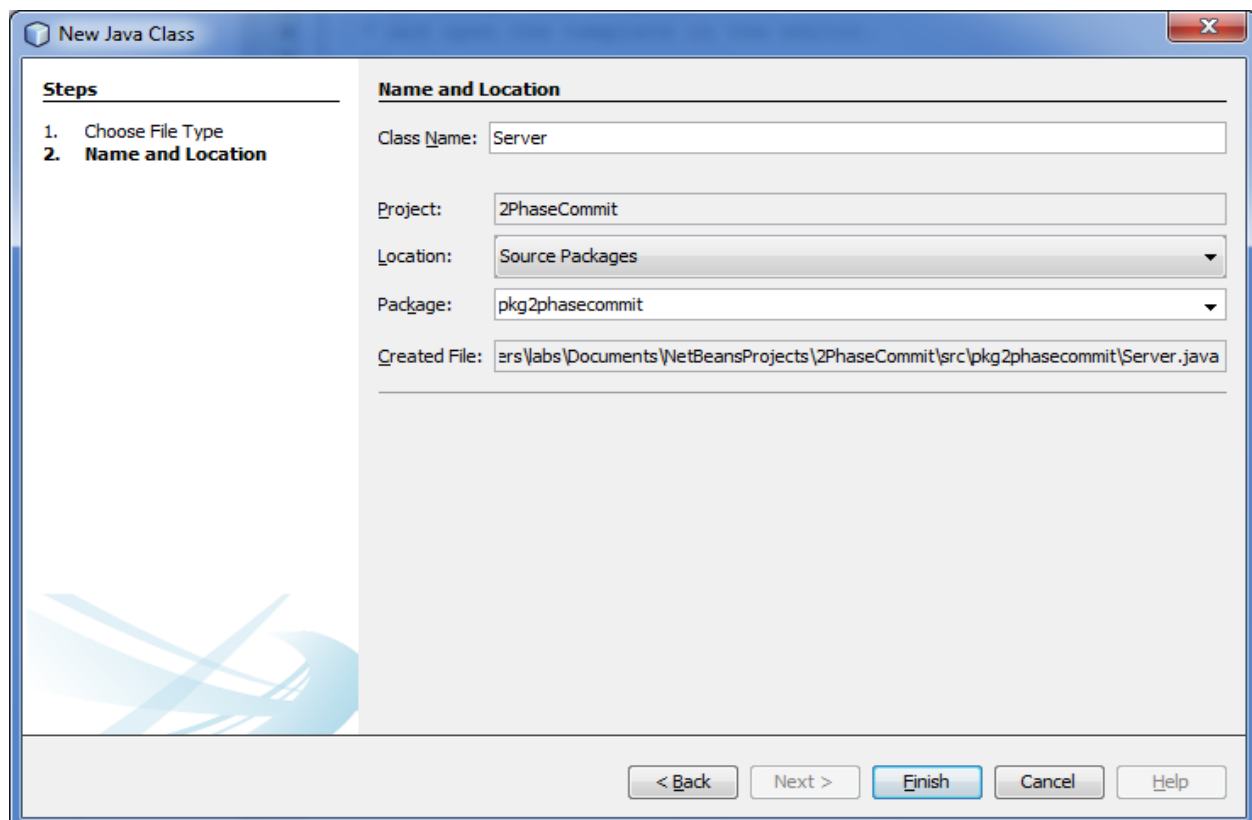 New Java Class
X
Steps
1. Choose File Type
2. Name and Location
Name and Location
Class Name: Server
Project: 2PhaseCommit
Location: Source Packages
Package: pkg2phasecommit
Created File: ers\labs\Documents\NetBeansProjects\2PhaseCommit\src\pkg2phasecommit\Server.java
< Back Next > Finish Cancel Help